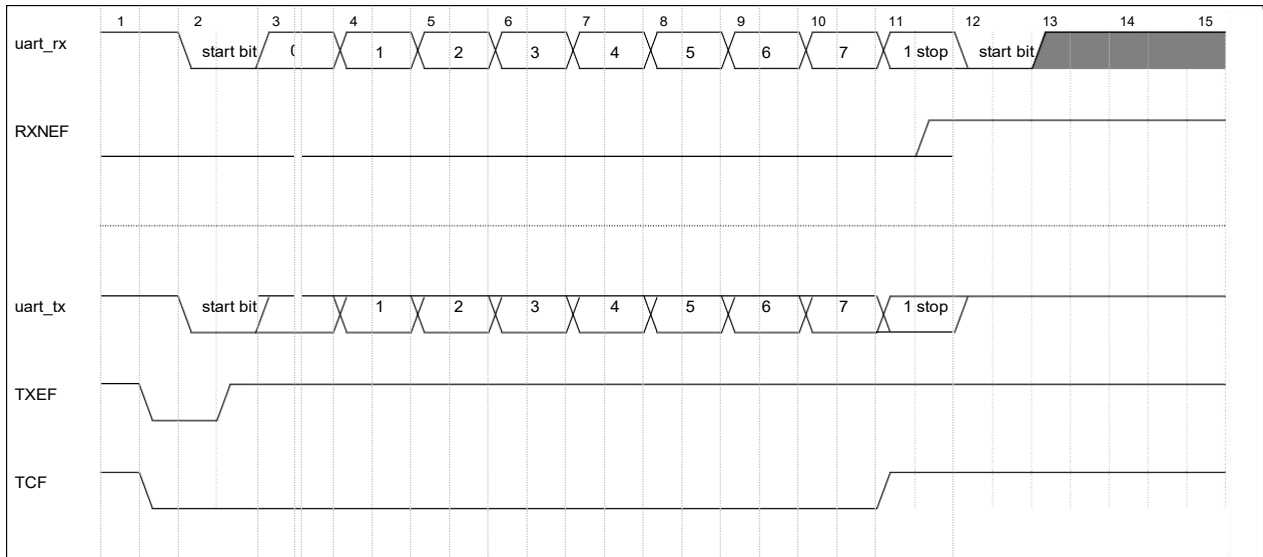 1 2 3 4 5 6 7 8 9 10 11 12 13 14 15
uart_rx start bit 0 1 2 3 4 5 6 7 1 stop start bit
RXNEF
uart_tx start bit 1 2 3 4 5 6 7 1 stop
TXEF
TCF